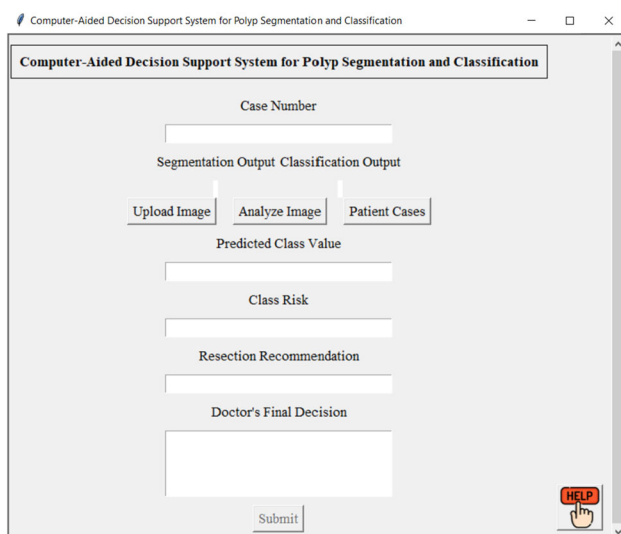 Computer-Aided Decision Support System for Polyp Segmentation and Classification
Computer-Aided Decision Support System for Polyp Segmentation and Classification
Case Number
Segmentation Output Classification Output
Upload Image Analyze Image Patient Cases
Predicted Class Value
Class Risk
Resection Recommendation
Doctor's Final Decision
HELP
Submit